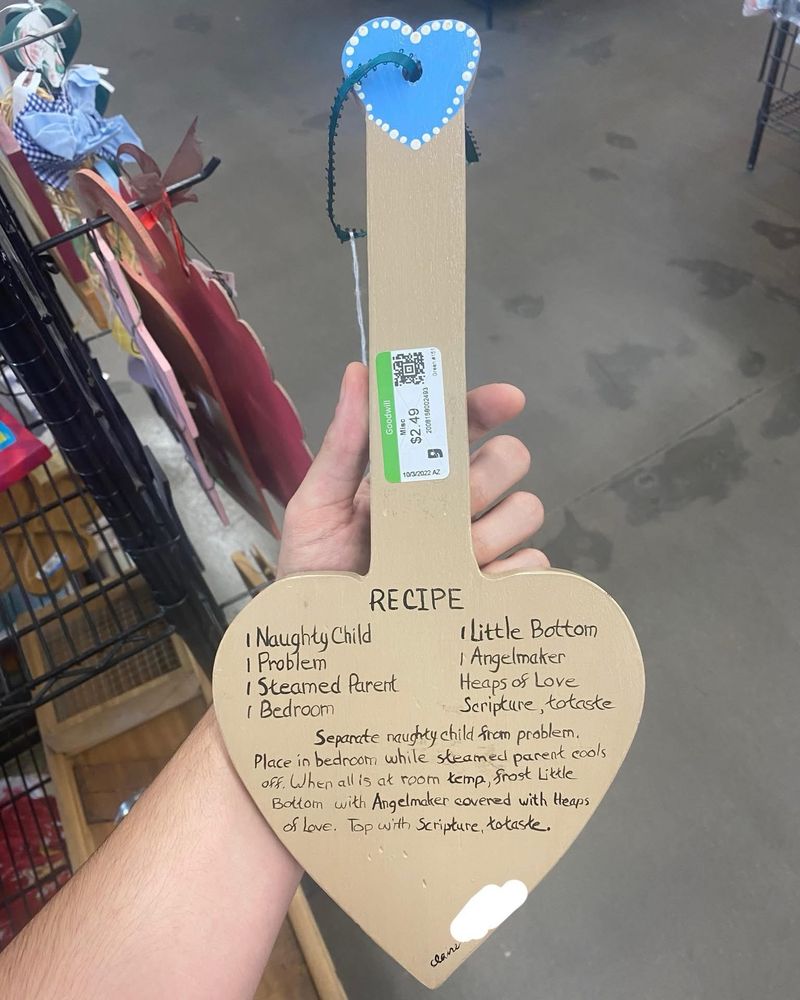 Goodwill
Misc
$2.49
10/3/2022 AZ
RECIPE
1 Naughty Child
1 Problem
1 Steamed Parent
1 Bedroom
1 Little Bottom
1 Angelmaker
Heaps of Love
Scripture, to taste
Separate naughty child from problem.
Place in bedroom while steamed parent cools
off. When all is at room temp, frost Little
Bottom with Angelmaker covered with Heaps
of Love. Top with Scripture, to taste.
Claire